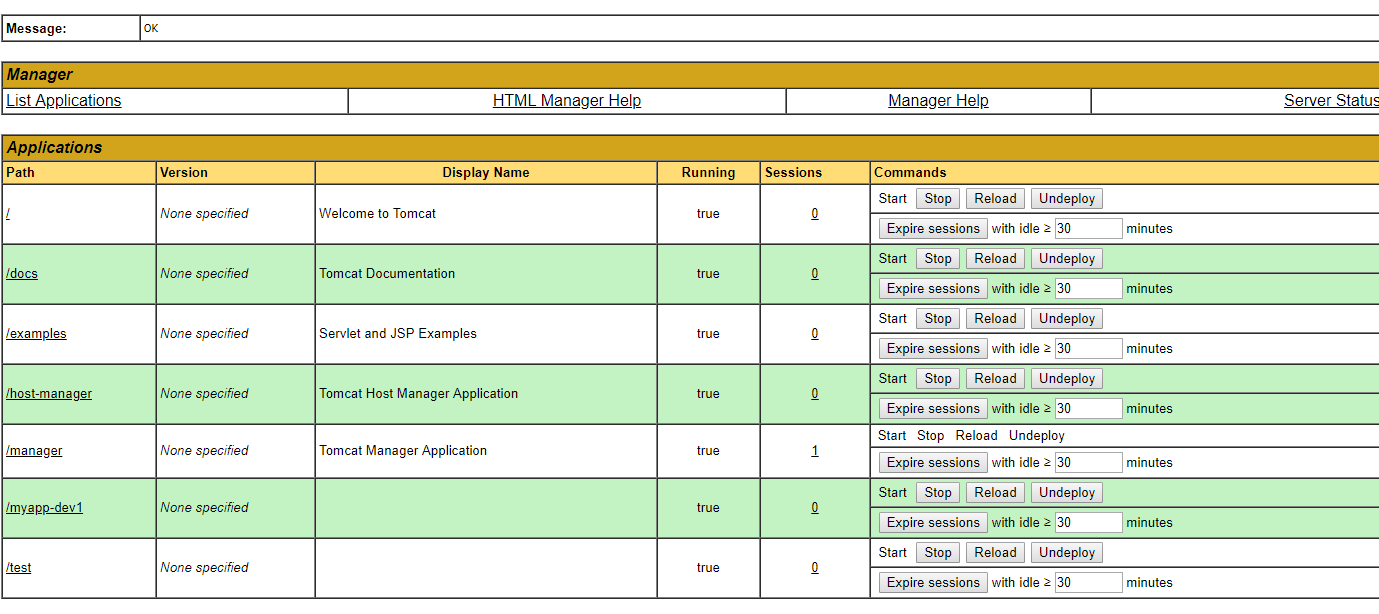 Message: OK
Manager
List Applications HTML Manager Help Manager Help Server Status
Applications
Path Version Display Name Running Sessions Commands
/ None specified Welcome to Tomcat true 0 Start Stop Reload Undeploy
Expire sessions with idle ≥ 30 minutes
/docs None specified Tomcat Documentation true 0 Start Stop Reload Undeploy
Expire sessions with idle ≥ 30 minutes
/examples None specified Servlet and JSP Examples true 0 Start Stop Reload Undeploy
Expire sessions with idle ≥ 30 minutes
/host-manager None specified Tomcat Host Manager Application true 0 Start Stop Reload Undeploy
Expire sessions with idle ≥ 30 minutes
/manager None specified Tomcat Manager Application true 1 Start Stop Reload Undeploy
Expire sessions with idle ≥ 30 minutes
/myapp-dev1 None specified true 0 Start Stop Reload Undeploy
Expire sessions with idle ≥ 30 minutes
/test None specified true 0 Start Stop Reload Undeploy
Expire sessions with idle ≥ 30 minutes